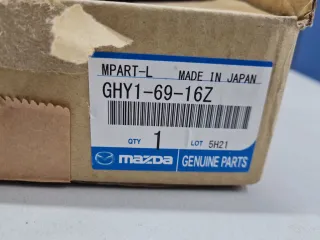 MPART-L MADE IN JAPAN
GHY1-69-16Z
QTY 1 LOT 5H21
mazda GENUINE PARTS